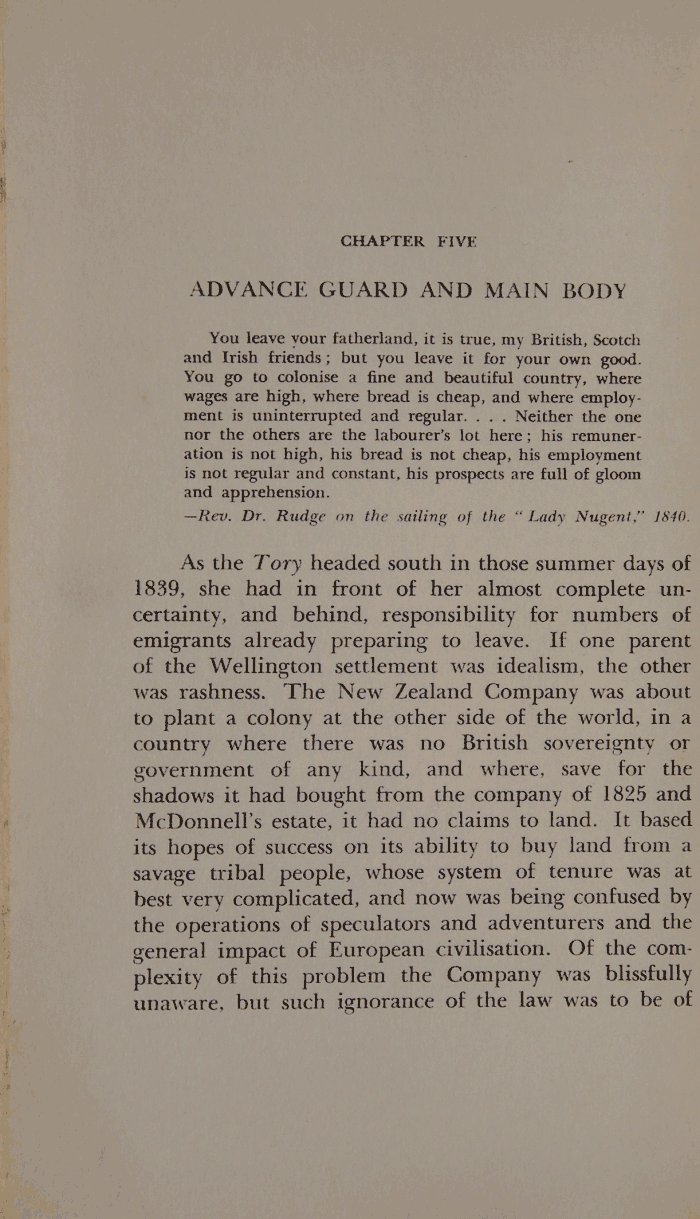 CHAPTER FIVE
ADVANCE GUARD AND MAIN BODY
You leave your fatherland, it is true, my British, Scotch
and Irish friends; but you leave it for your own good.
You go to colonise a fine and beautiful country, where
wages are high, where bread is cheap, and where employ-
ment is uninterrupted and regular. . . . Neither the one
nor the others are the labourer's lot here; his remuner-
ation is not high, his bread is not cheap, his employment
is not regular and constant, his prospects are full of gloom
and apprehension.
—Rev. Dr. Rudge on the sailing of the "Lady Nugent," 1840.
As the Tory headed south in those summer days of
1839, she had in front of her almost complete un-
certainty, and behind, responsibility for numbers of
emigrants already preparing to leave. If one parent
of the Wellington settlement was idealism, the other
was rashness. The New Zealand Company was about
to plant a colony at the other side of the world, in a
country where there was no British sovereignty or
government of any kind, and where, save for the
shadows it had bought from the company of 1825 and
McDonnell's estate, it had no claims to land. It based
its hopes of success on its ability to buy land from a
savage tribal people, whose system of tenure was at
best very complicated, and now was being confused by
the operations of speculators and adventurers and the
general impact of European civilisation. Of the com-
plexity of this problem the Company was blissfully
unaware, but such ignorance of the law was to be of